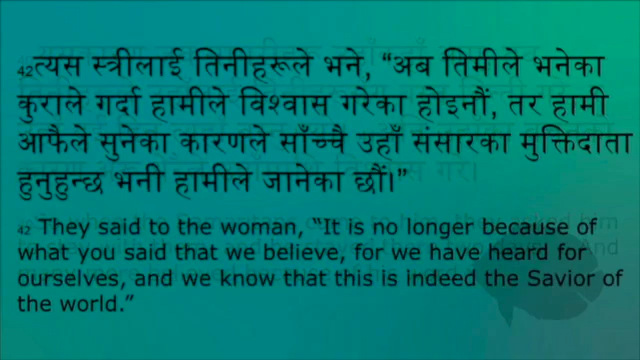 42त्यस स्त्रीलाई तिनीहरूले भने, “अब तिमीले भनेका
कुराले गर्दा हामीले विश्वास गरेका होइनौं, तर हामी
आफैले सुनेका कारणले साँच्चै उहाँ संसारका मुक्तिदाता
हुनुहुन्छ भनी हामीले जानेका छौं।”
42 They said to the woman, “It is no longer because of
what you said that we believe, for we have heard for
ourselves, and we know that this is indeed the Savior of
the world.”